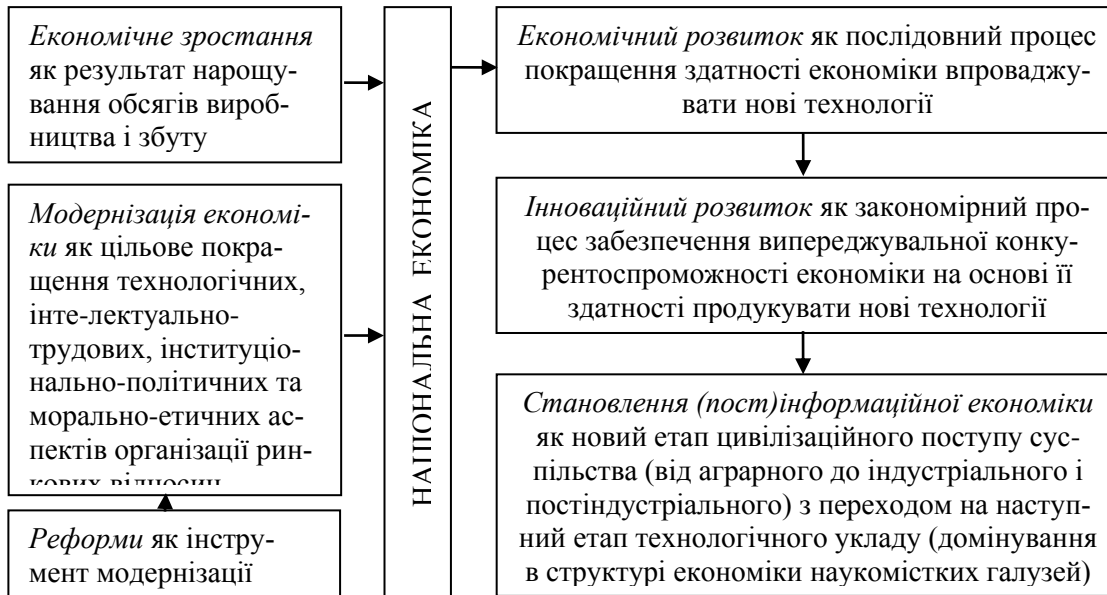 Економічне зростання
як результат нарощу-
вання обсягів вироб-
ництва і збуту
Модернізація економі-
ки як цільове покра-
щення технологічних,
інте-лектуально-
трудових, інституціо-
нально-політичних та
морально-етичних ас-
пектів організації рин-
кових відносин
Реформи як інстру-
мент модернізації
НАЦІОНАЛЬНА ЕКОНОМІКА
Економічний розвиток як послідовний процес
покращення здатності економіки впроваджу-
вати нові технології
Інноваційний розвиток як закономірний про-
цес забезпечення випереджувальної конку-
рентоспроможності економіки на основі її
здатності продукувати нові технології
Становлення (пост)інформаційної економіки
як новий етап цивілізаційного поступу сус-
пільства (від аграрного до індустріального і
постіндустріального) з переходом на наступ-
ний етап технологічного укладу (домінування
в структурі економіки наукомістких галузей)